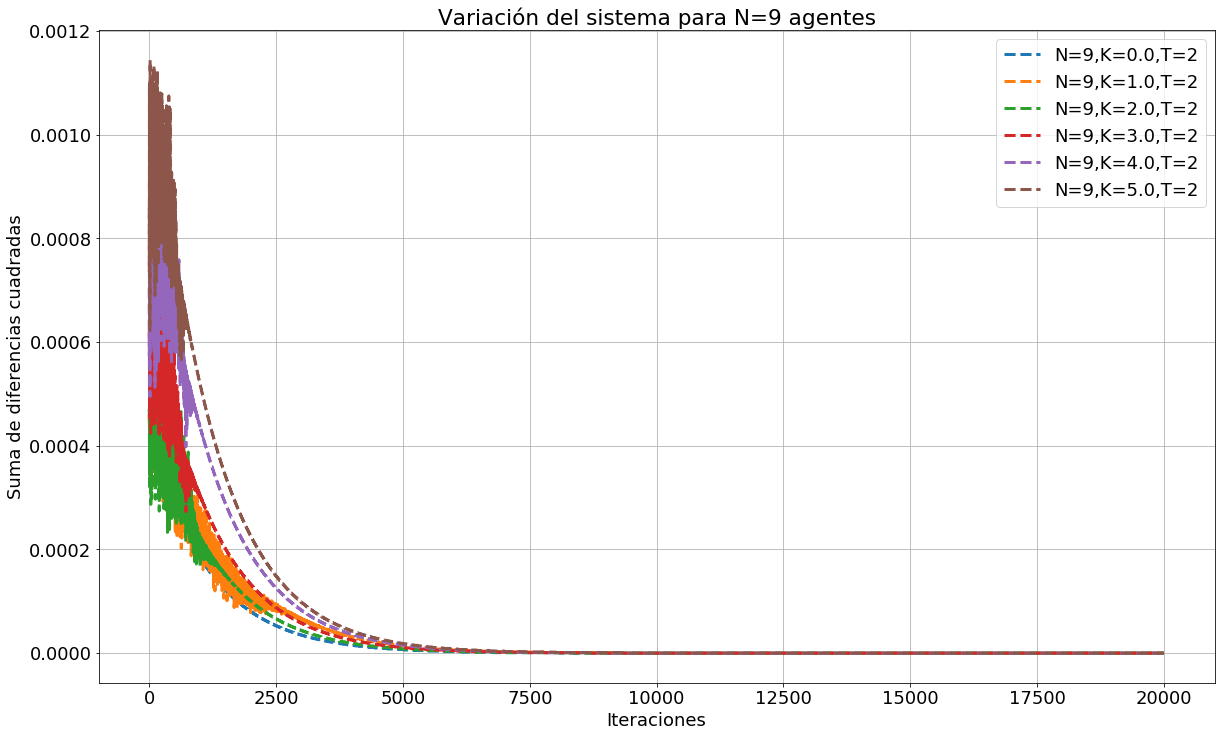 Variación del sistema para N=9 agentes
0.0012
0.0010
0.0008
0.0006
0.0004
0.0002
0.0000
Suma de diferencias cuadradas
N=9,K=0.0,T=2
N=9,K=1.0,T=2
N=9,K=2.0,T=2
N=9,K=3.0,T=2
N=9,K=4.0,T=2
N=9,K=5.0,T=2
0 2500 5000 7500 10000 12500 15000 17500 20000
Iteraciones